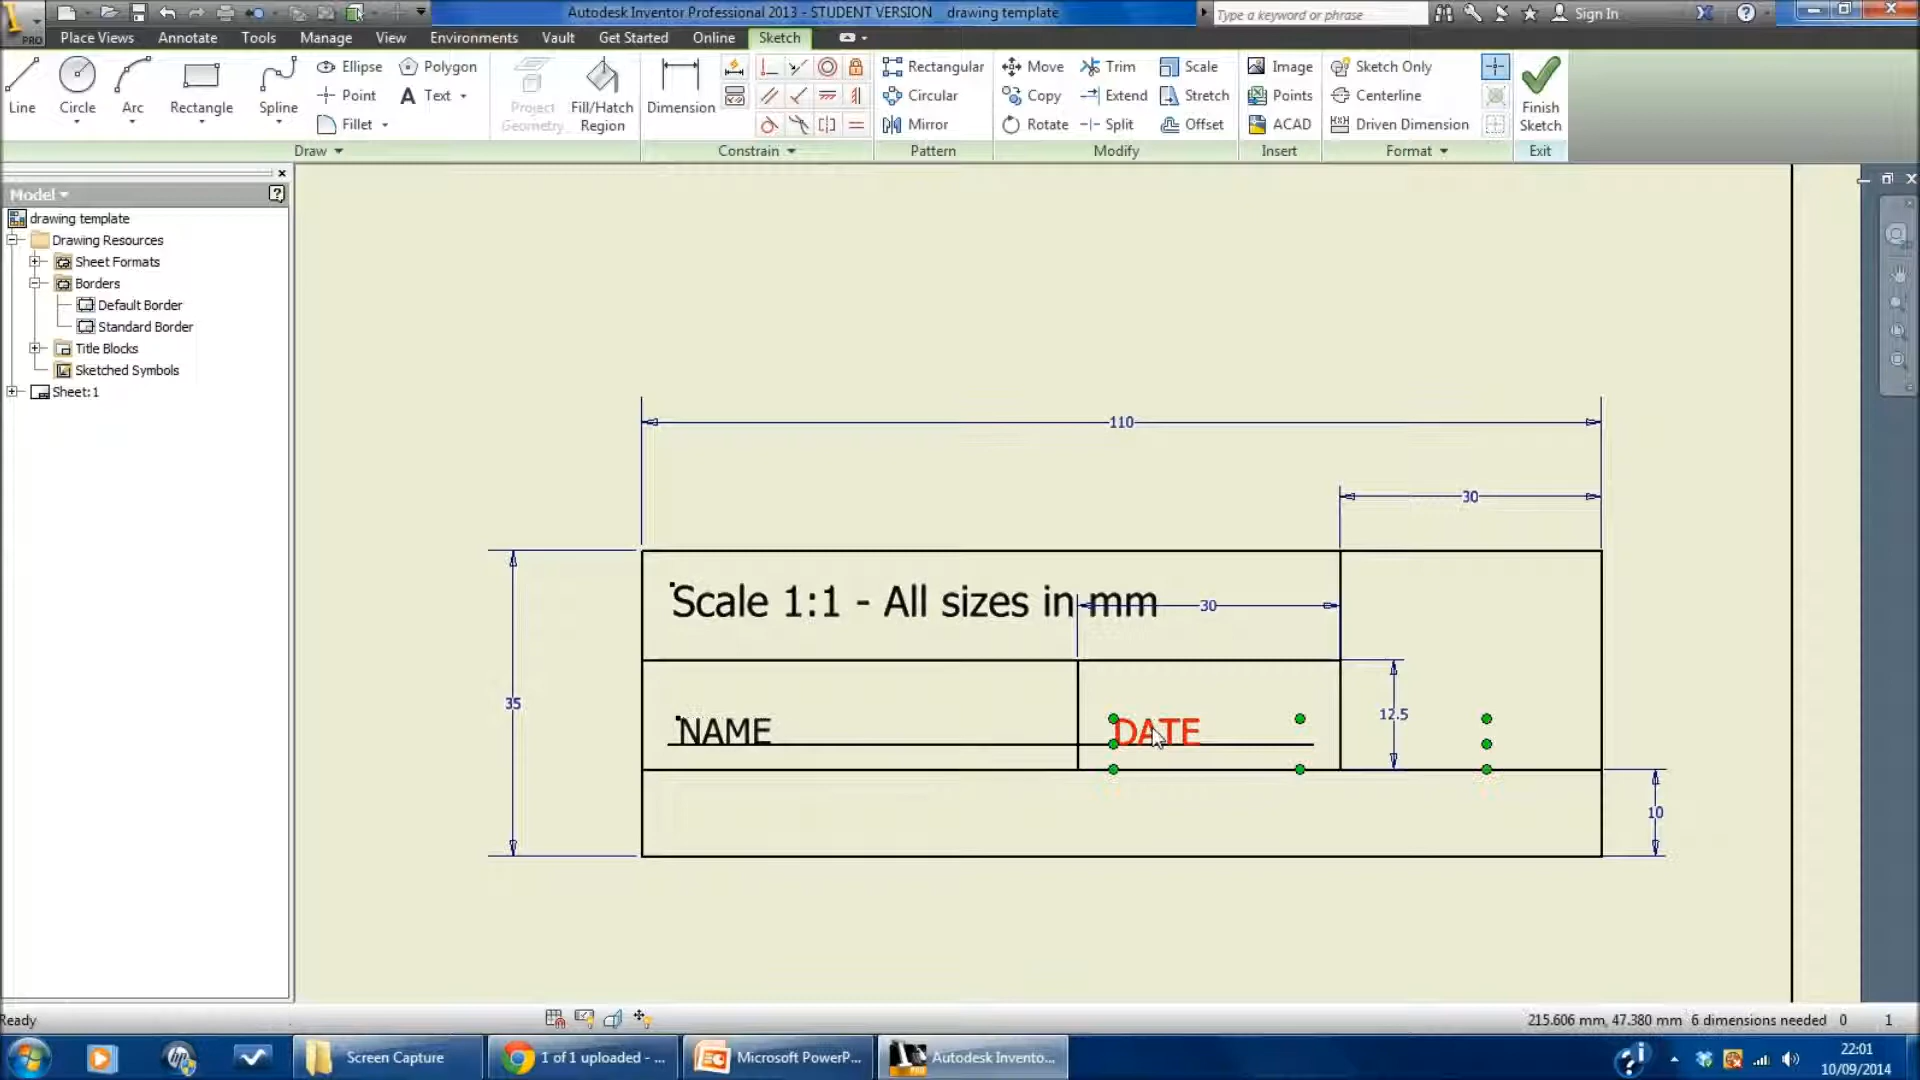 Autodesk Inventor Professional 2013 - STUDENT VERSION drawing template
Type a keyword or phrase
Sign In
PRO
Place Views Annotate Tools Manage View Environments Vault Get Started Online Sketch
Line Circle Arc Rectangle Spline
Ellipse Polygon
Point Text
Fillet
Project Geometry
Fill/Hatch Region
Dimension
Rectangular
Circular
Mirror
Move Trim Scale
Copy Extend Stretch
Rotate Split Offset
Image
Points
ACAD
Sketch Only
Centerline
Driven Dimension
Finish Sketch
Draw Constrain Pattern Modify Insert Format Exit
Model
drawing template
Drawing Resources
Sheet Formats
Borders
Default Border
Standard Border
Title Blocks
Sketched Symbols
Sheet:1
110
30
Scale 1:1 - All sizes in mm
30
35
12.5
NAME
DATE
10
Ready
215.606 mm, 47.380 mm 6 dimensions needed 0 1
Screen Capture
1 of 1 uploaded - ...
Microsoft PowerP...
Autodesk Invento...
22:01
10/09/2014